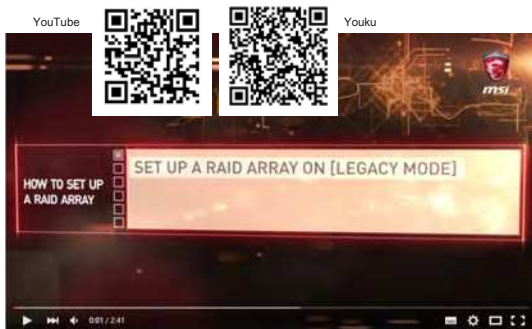 YouTube
Youku
msi
SET UP A RAID ARRAY ON [LEGACY MODE]
HOW TO SET UP
A RAID ARRAY
0:01 / 2:41